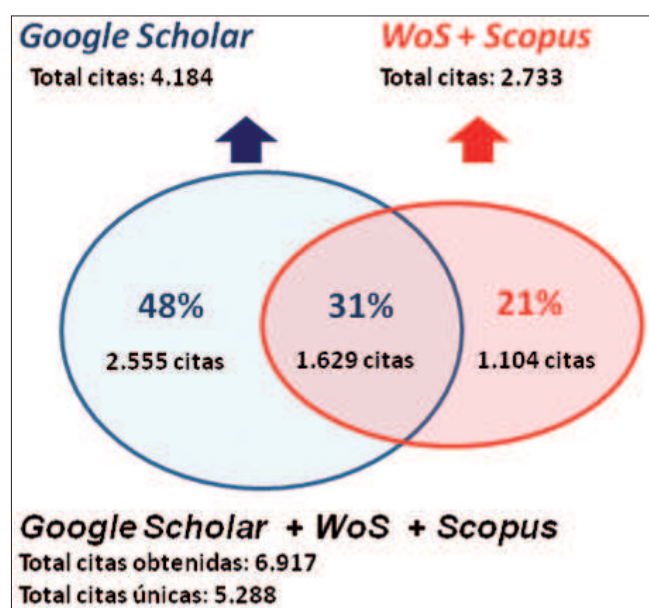 Google Scholar
WoS + Scopus
Total citas: 4.184
Total citas: 2.733
48%
31%
21%
2.555 citas
1.629 citas
1.104 citas
Google Scholar + WoS + Scopus
Total citas obtenidas: 6.917
Total citas únicas: 5.288